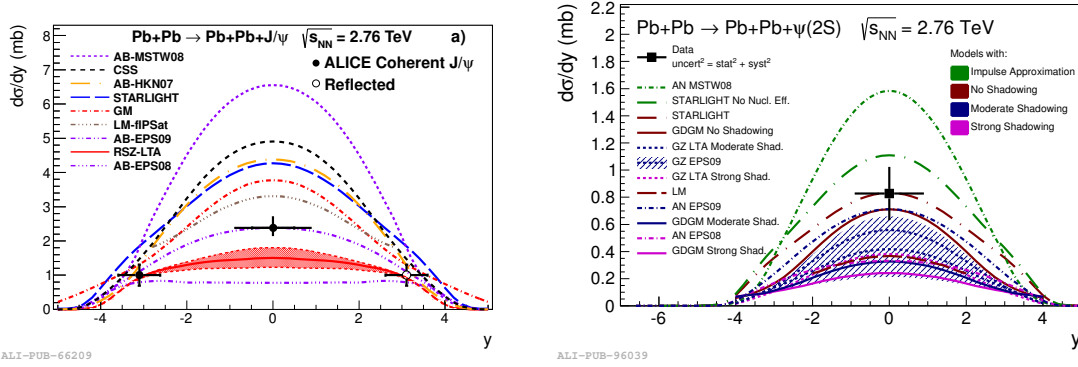 Pb+Pb → Pb+Pb+J/ψ √sNN = 2.76 TeV a)
dσ/dy (mb)
AB-MSTW08
CSS
AB-HKN07
STARLIGHT
GM
LM-fIPSat
AB-EPS09
RSZ-LTA
AB-EPS08
ALICE Coherent J/ψ
Reflected
8
7
6
5
4
3
2
1
0
-4 -2 0 2 4
y
ALI-PUB-66209
Pb+Pb → Pb+Pb+ψ(2S) √sNN = 2.76 TeV
dσ/dy (mb)
Data
uncert² = stat² + syst²
AN MSTW08
STARLIGHT No Nucl. Eff.
STARLIGHT
GDGM No Shadowing
GZ LTA Moderate Shad.
GZ EPS09
GZ LTA Strong Shad.
LM
AN EPS09
GDGM Moderate Shad.
AN EPS08
GDGM Strong Shad.
Models with:
Impulse Approximation
No Shadowing
Moderate Shadowing
Strong Shadowing
2.2
2
1.8
1.6
1.4
1.2
1
0.8
0.6
0.4
0.2
0
-6 -4 -2 0 2 4
y
ALI-PUB-96039